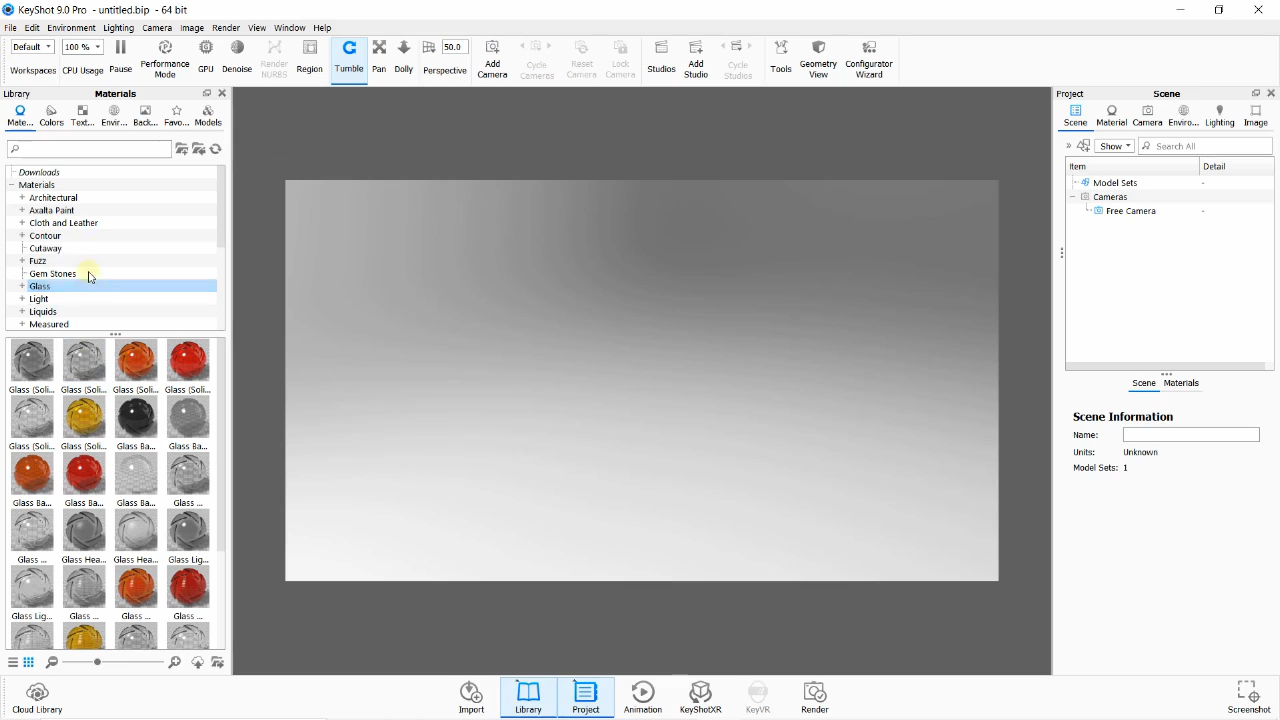 KeyShot 9.0 Pro - untitled.bip - 64 bit
File Edit Environment Lighting Camera Image Render View Window Help
Default 100 % 50.0
Workspaces CPU Usage Pause Performance Mode GPU Denoise Render NURBS Region Tumble Pan Dolly Perspective Add Camera Cycle Cameras Reset Camera Lock Camera Studios Add Studio Cycle Studios Tools Geometry View Configurator Wizard
Library Materials
Mate... Colors Text... Envir... Back... Favo... Models
Downloads
Materials
Architectural
Axalta Paint
Cloth and Leather
Contour
Cutaway
Fuzz
Gem Stones
Glass
Light
Liquids
Measured
Glass (Soli... Glass (Soli... Glass (Soli... Glass (Soli...
Glass (Soli... Glass (Soli... Glass Ba... Glass Ba...
Glass Ba... Glass Ba... Glass Ba... Glass ...
Glass ... Glass Hea... Glass Hea... Glass Lig...
Glass Lig... Glass ... Glass ... Glass ...
Project Scene
Scene Material Camera Enviro... Lighting Image
» Show Search All
Item Detail
Model Sets -
Cameras
Free Camera -
Scene Materials
Scene Information
Name:
Units: Unknown
Model Sets: 1
Cloud Library Import Library Project Animation KeyShotXR KeyVR Render Screenshot